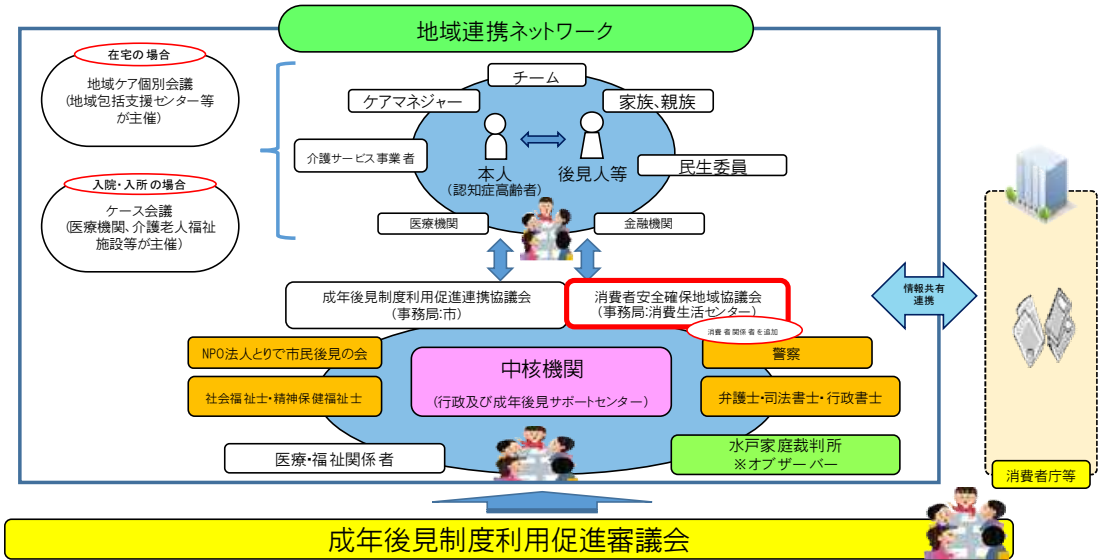 地域連携ネットワーク
在宅の場合
地域ケア個別会議
(地域包括支援センター等
が主催)
入院・入所の場合
ケース会議
(医療機関、介護老人福祉
施設等が主催)
チーム
ケアマネジャー
家族、親族
介護サービス事業者
民生委員
本人
(認知症高齢者)
後見人等
医療機関
金融機関
成年後見制度利用促進連携協議会
(事務局:市)
消費者安全確保地域協議会
(事務局:消費生活センター)
消費者関係者を追加
情報共有
連携
NPO法人とりで市民後見の会
警察
中核機関
(行政及び成年後見サポートセンター)
社会福祉士・精神保健福祉士
弁護士・司法書士・行政書士
医療・福祉関係者
水戸家庭裁判所
※オブザーバー
消費者庁等
成年後見制度利用促進審議会